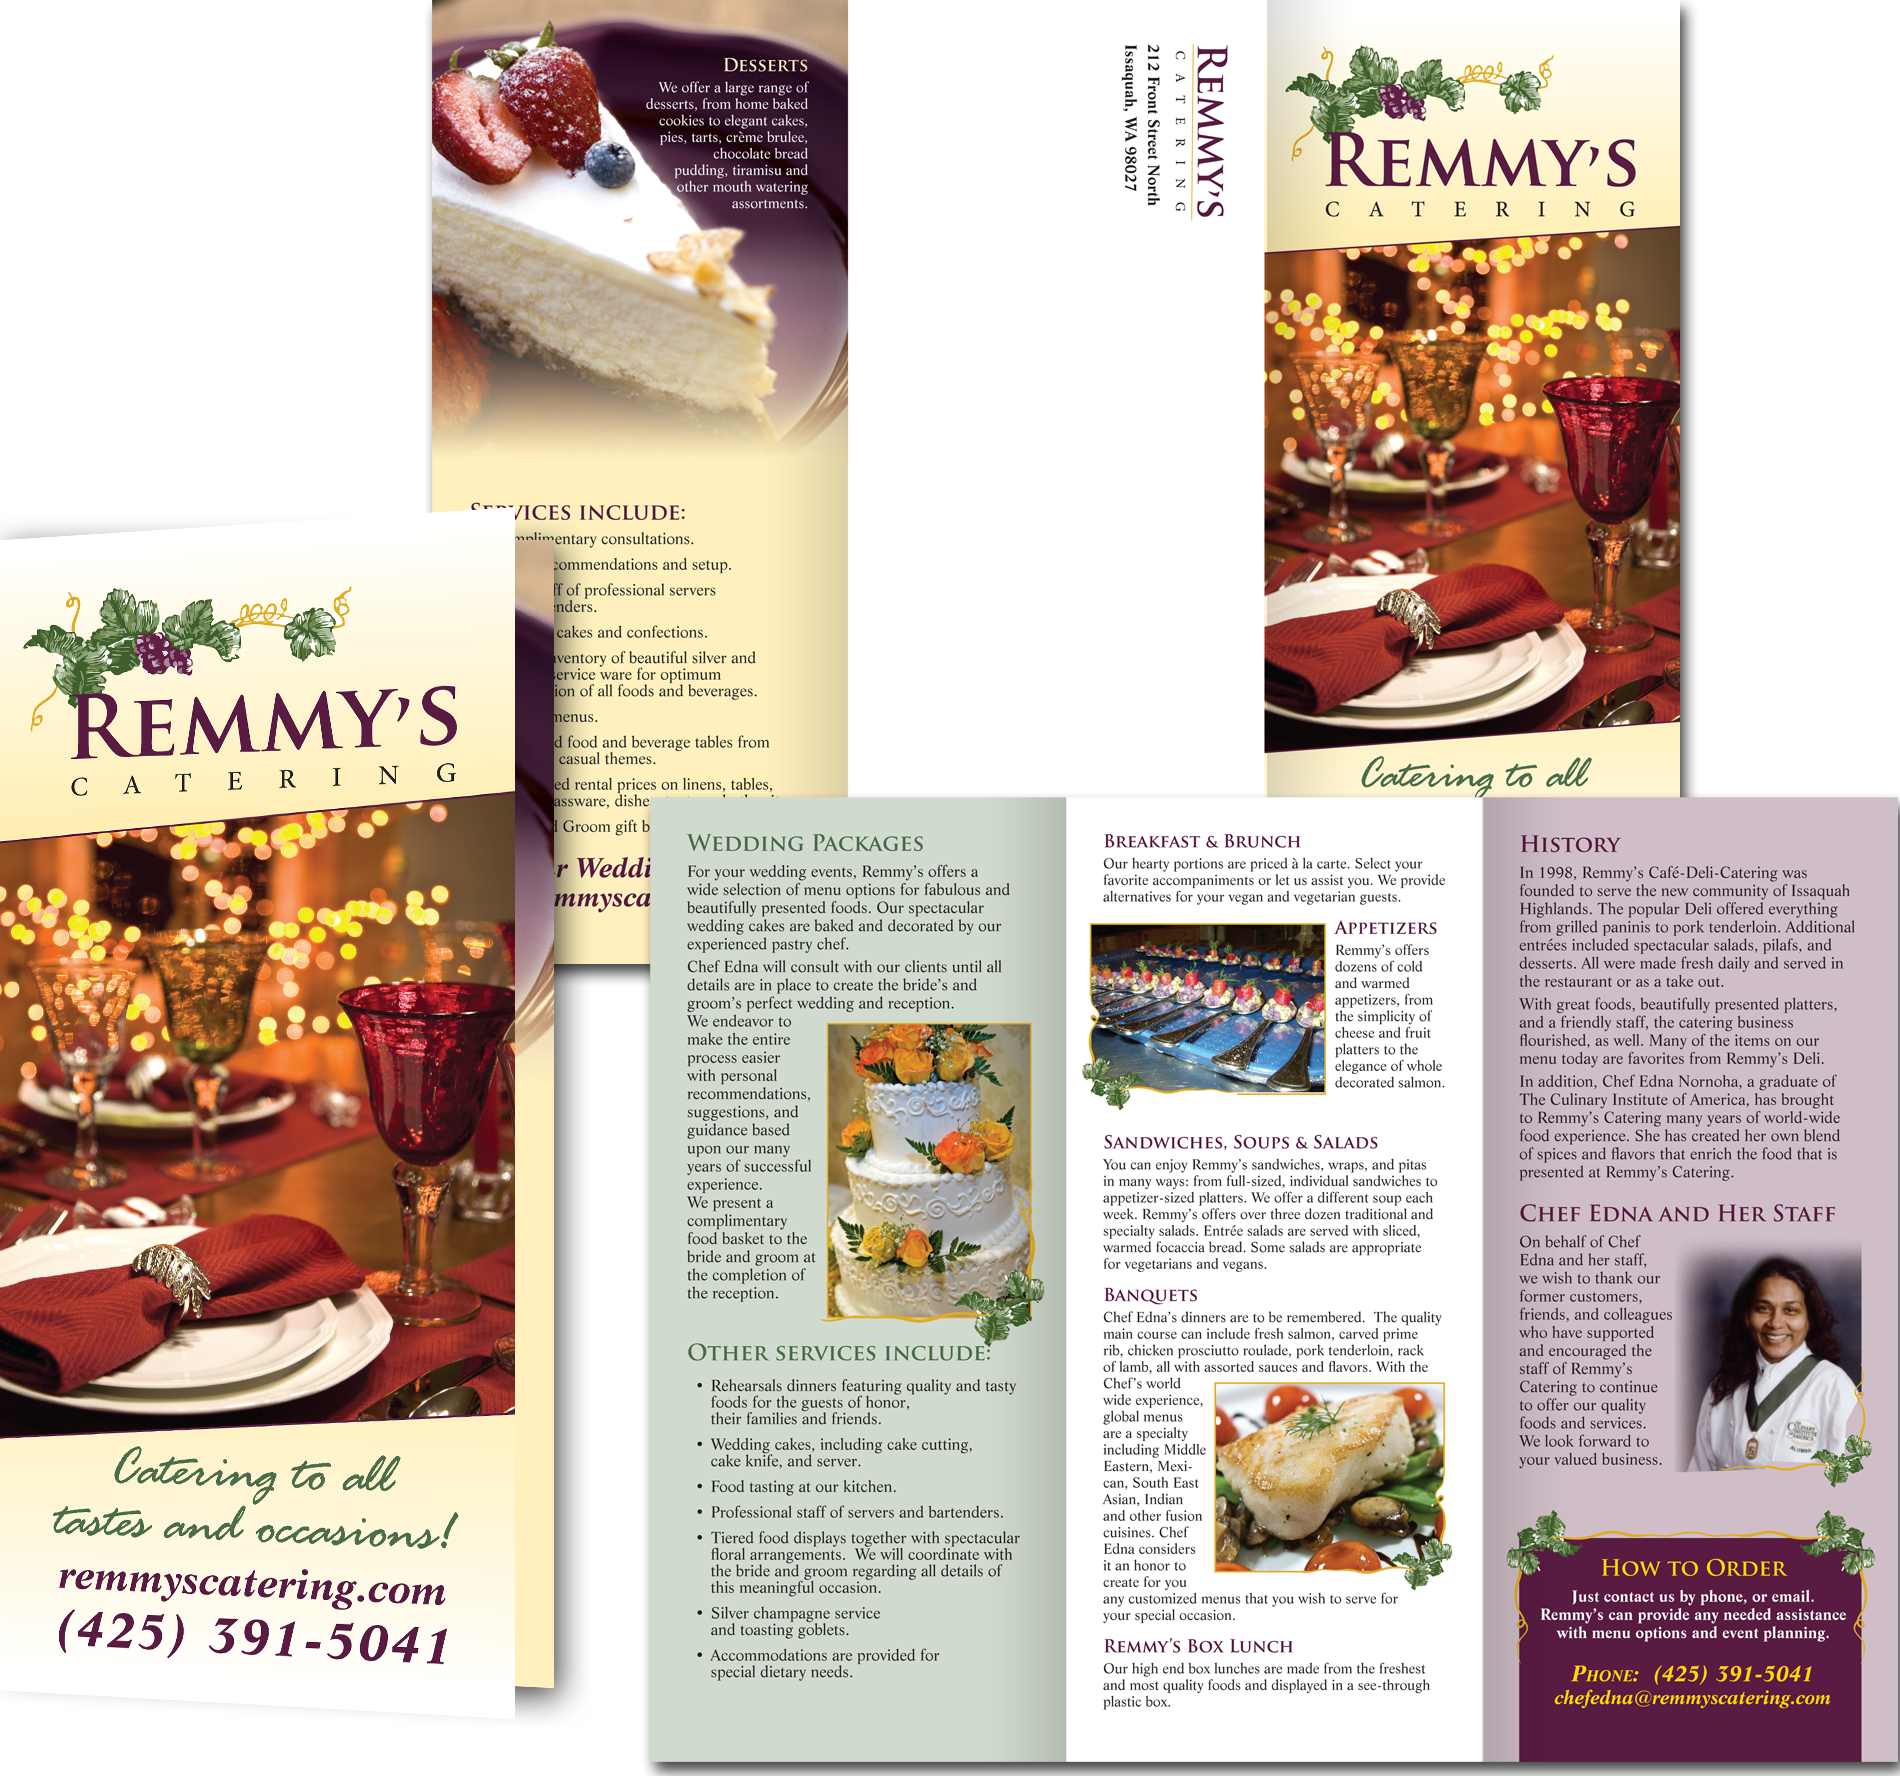 DESSERTS
We offer a large range of
desserts, from home baked
cookies to elegant cakes,
pies, tarts, crème brulee,
chocolate bread
pudding, tiramisu and
other mouth watering
assortments.
SERVICES INCLUDE:
complimentary consultations.
commendations and setup.
of professional servers
cakes and confections.
of beautiful silver and
service ware for optimum
of all foods and beverages.
menus.
food and beverage tables from
casual themes.
rental prices on linens, tables,
Groom gift
REMMY'S
CATERING
212 Front Street North
Issaquah, WA 98027
REMMY'S
CATERING
Catering to all
REMMY'S
CATERING
Catering to all
tastes and occasions!
remmyscatering.com
(425) 391-5041
WEDDING PACKAGES
For your wedding events, Remmy's offers a
wide selection of menu options for fabulous and
beautifully presented foods. Our spectacular
wedding cakes are baked and decorated by our
experienced pastry chef.
Chef Edna will consult with our clients until all
details are in place to create the bride's and
groom's perfect wedding and reception.
We endeavor to
make the entire
process easier
with personal
recommendations,
suggestions, and
guidance based
upon our many
years of successful
experience.
We present a
complimentary
food basket to the
bride and groom at
the completion of
the reception.
OTHER SERVICES INCLUDE:
• Rehearsals dinners featuring quality and tasty
foods for the guests of honor,
their families and friends.
• Wedding cakes, including cake cutting,
cake knife, and server.
• Food tasting at our kitchen.
• Professional staff of servers and bartenders.
• Tiered food displays together with spectacular
floral arrangements. We will coordinate with
the bride and groom regarding all details of
this meaningful occasion.
• Silver champagne service
and toasting goblets.
• Accommodations are provided for
special dietary needs.
BREAKFAST & BRUNCH
Our hearty portions are priced à la carte. Select your
favorite accompaniments or let us assist you. We provide
alternatives for your vegan and vegetarian guests.
APPETIZERS
Remmy's offers
dozens of cold
and warmed
appetizers, from
the simplicity of
cheese and fruit
platters to the
elegance of whole
decorated salmon.
SANDWICHES, SOUPS & SALADS
You can enjoy Remmy's sandwiches, wraps, and pitas
in many ways: from full-sized, individual sandwiches to
appetizer-sized platters. We offer a different soup each
week. Remmy's offers over three dozen traditional and
specialty salads. Entrée salads are served with sliced,
warmed focaccia bread. Some salads are appropriate
for vegetarians and vegans.
BANQUETS
Chef Edna's dinners are to be remembered. The quality
main course can include fresh salmon, carved prime
rib, chicken prosciutto roulade, pork tenderloin, rack
of lamb, all with assorted sauces and flavors. With the
Chef's world
wide experience,
global menus
are a specialty
including Middle
Eastern, Mexi-
can, South East
Asian, Indian
and other fusion
cuisines. Chef
Edna considers
it an honor to
create for you
any customized menus that you wish to serve for
your special occasion.
REMMY'S BOX LUNCH
Our high end box lunches are made from the freshest
and most quality foods and displayed in a see-through
plastic box.
HISTORY
In 1998, Remmy's Café-Deli-Catering was
founded to serve the new community of Issaquah
Highlands. The popular Deli offered everything
from grilled paninis to pork tenderloin. Additional
entrées included spectacular salads, pilafs, and
desserts. All were made fresh daily and served in
the restaurant or as a take out.
With great foods, beautifully presented platters,
and a friendly staff, the catering business
flourished, as well. Many of the items on our
menu today are favorites from Remmy's Deli.
In addition, Chef Edna Nornoha, a graduate of
The Culinary Institute of America, has brought
to Remmy's Catering many years of world-wide
food experience. She has created her own blend
of spices and flavors that enrich the food that is
presented at Remmy's Catering.
CHEF EDNA AND HER STAFF
On behalf of Chef
Edna and her staff,
we wish to thank our
former customers,
friends, and colleagues
who have supported
and encouraged the
staff of Remmy's
Catering to continue
to offer our quality
foods and services.
We look forward to
your valued business.
HOW TO ORDER
Just contact us by phone, or email.
Remmy's can provide any needed assistance
with menu options and event planning.
PHONE: (425) 391-5041
chefedna@remmyscatering.com